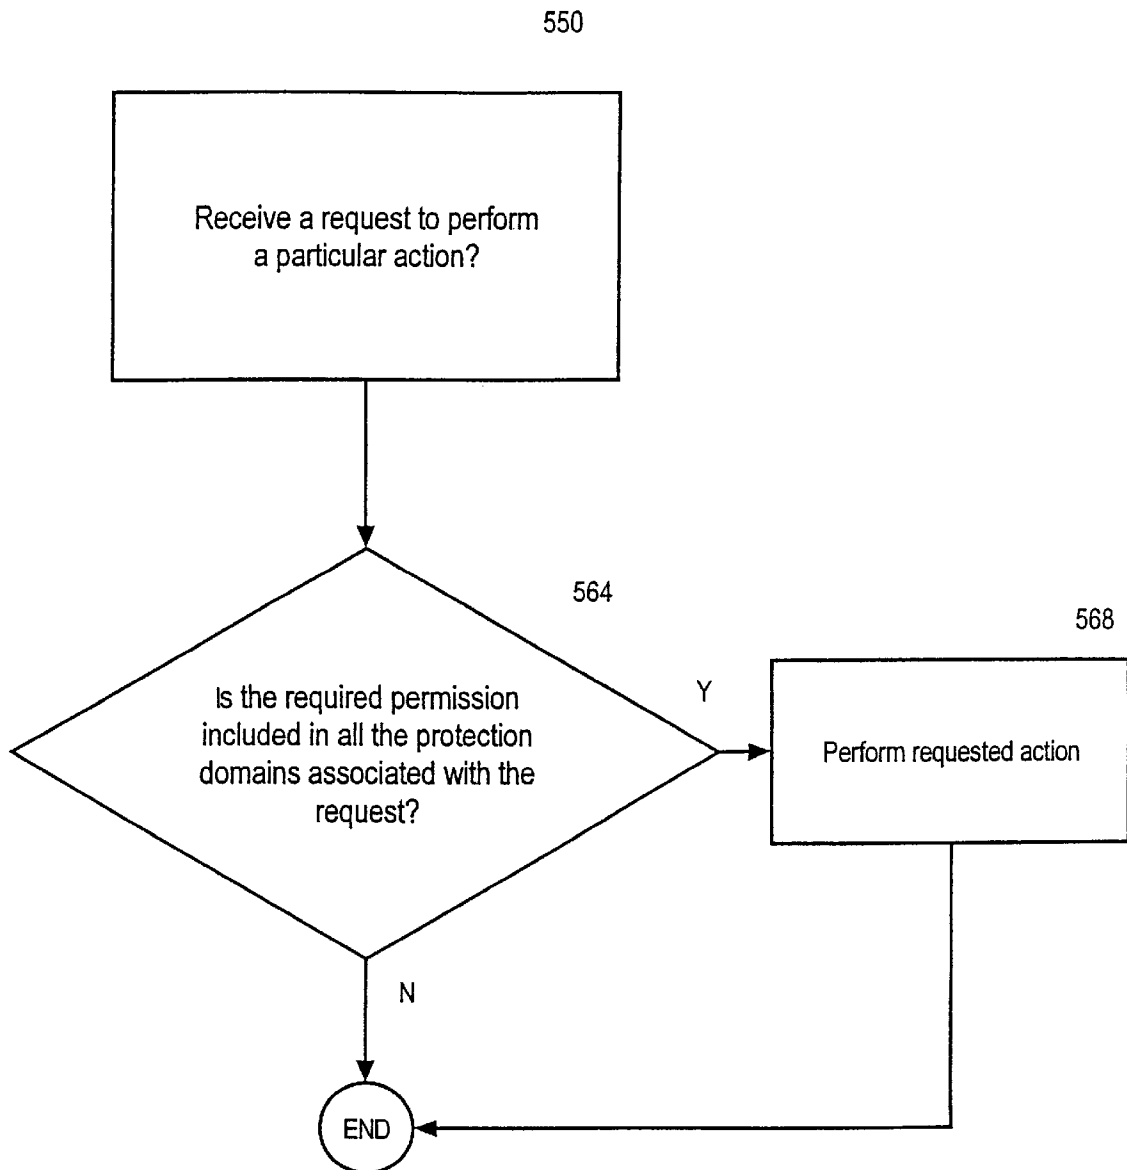 550
Receive a request to perform
a particular action?
564
568
Is the required permission
included in all the protection
domains associated with the
request?
Y
Perform requested action
N
END